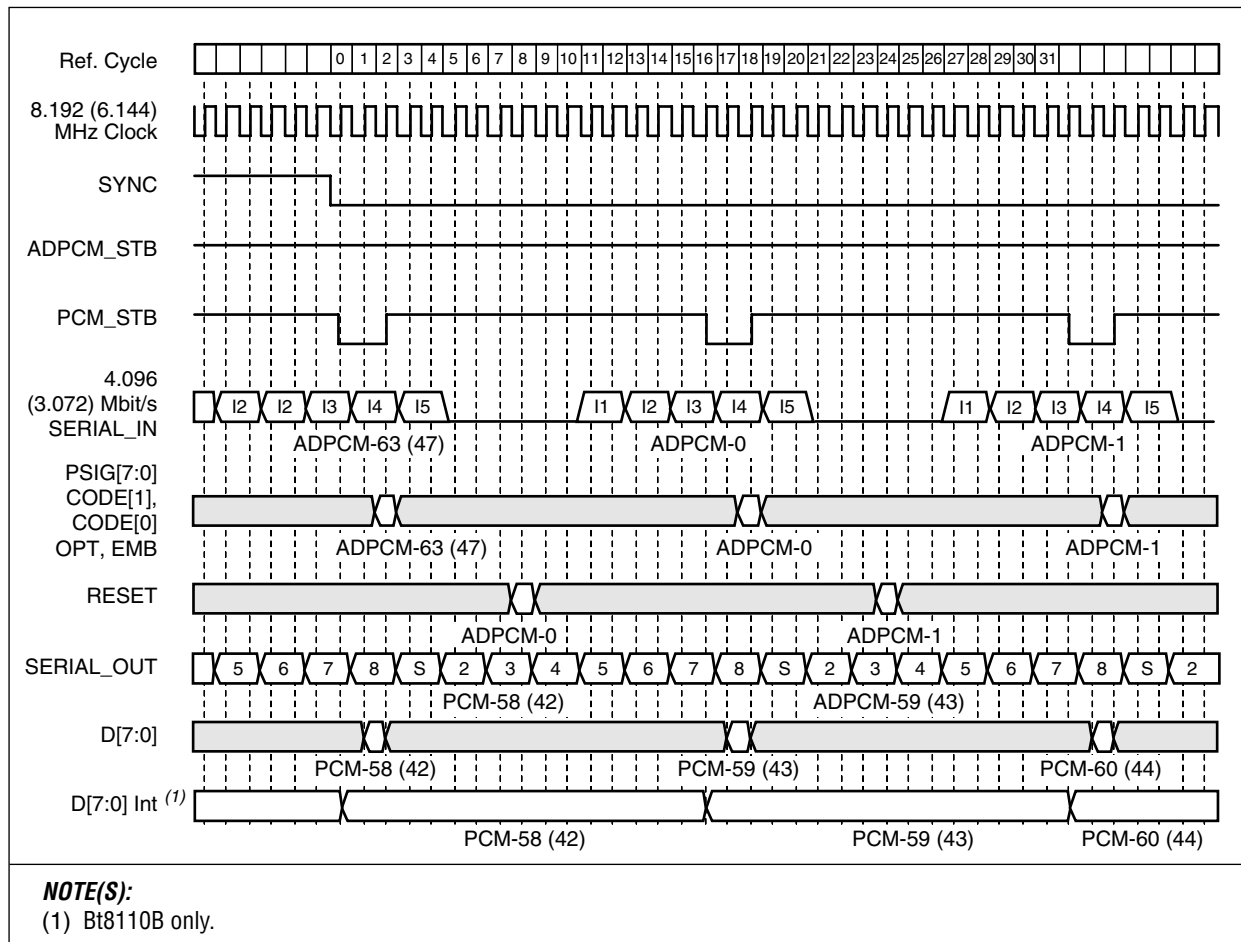 Ref. Cycle
0 1 2 3 4 5 6 7 8 9 10 11 12 13 14 15 16 17 18 19 20 21 22 23 24 25 26 27 28 29 30 31
8.192 (6.144)
MHz Clock
SYNC
ADPCM_STB
PCM_STB
4.096
(3.072) Mbit/s
SERIAL_IN
I2 I2 I3 I4 I5 I1 I2 I3 I4 I5 I1 I2 I3 I4 I5
ADPCM-63 (47) ADPCM-0 ADPCM-1
PSIG[7:0]
CODE[1],
CODE[0]
OPT, EMB
ADPCM-63 (47) ADPCM-0 ADPCM-1
RESET
ADPCM-0 ADPCM-1
SERIAL_OUT 5 6 7 8 S 2 3 4 5 6 7 8 S 2 3 4 5 6 7 8 S 2
PCM-58 (42) ADPCM-59 (43)
D[7:0]
PCM-58 (42) PCM-59 (43) PCM-60 (44)
D[7:0] Int (1)
PCM-58 (42) PCM-59 (43) PCM-60 (44)
NOTE(S):
(1) Bt8110B only.